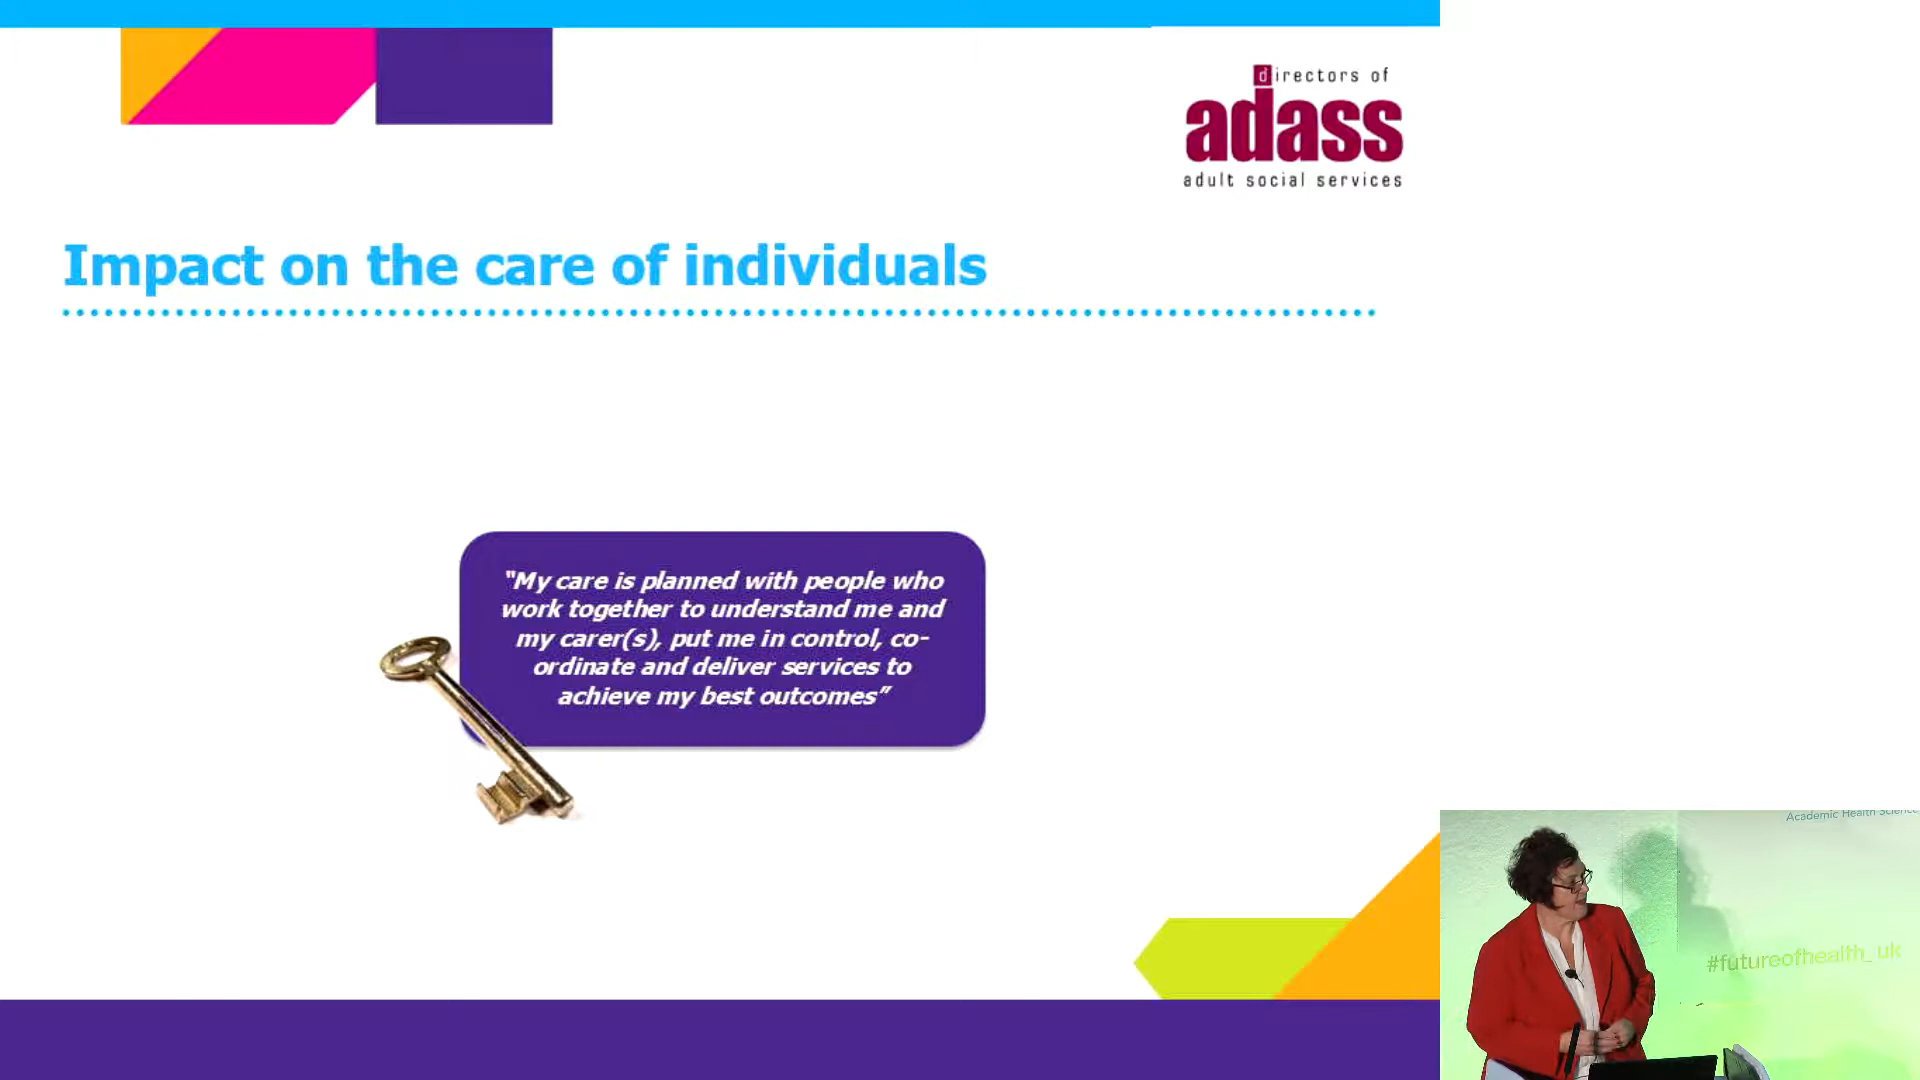 directors of
adass
adult social services
Impact on the care of individuals
“My care is planned with people who
work together to understand me and
my carer(s), put me in control, co-
ordinate and deliver services to
achieve my best outcomes”
Academic Health Science
#futureofhealth_uk